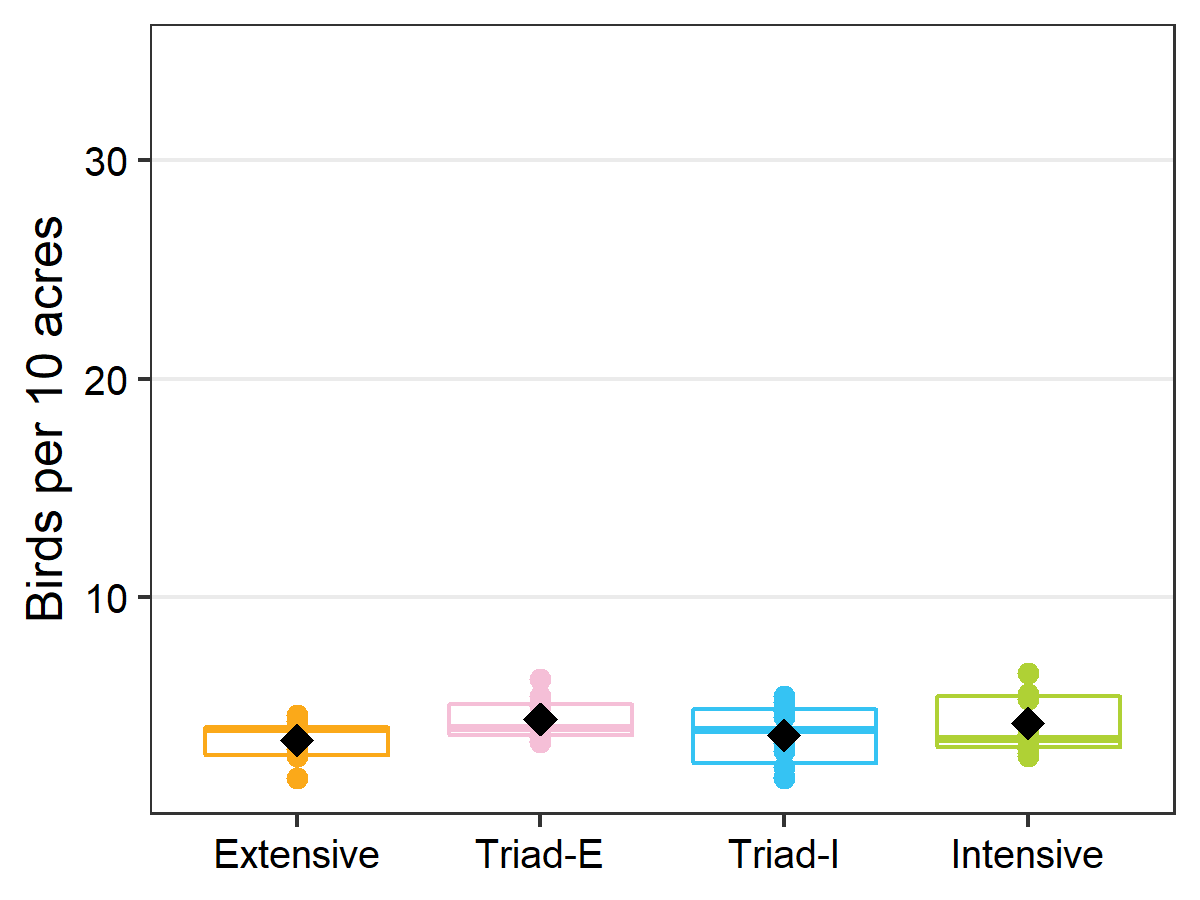 Birds per 10 acres
30
20
10
Extensive
Triad-E
Triad-I
Intensive